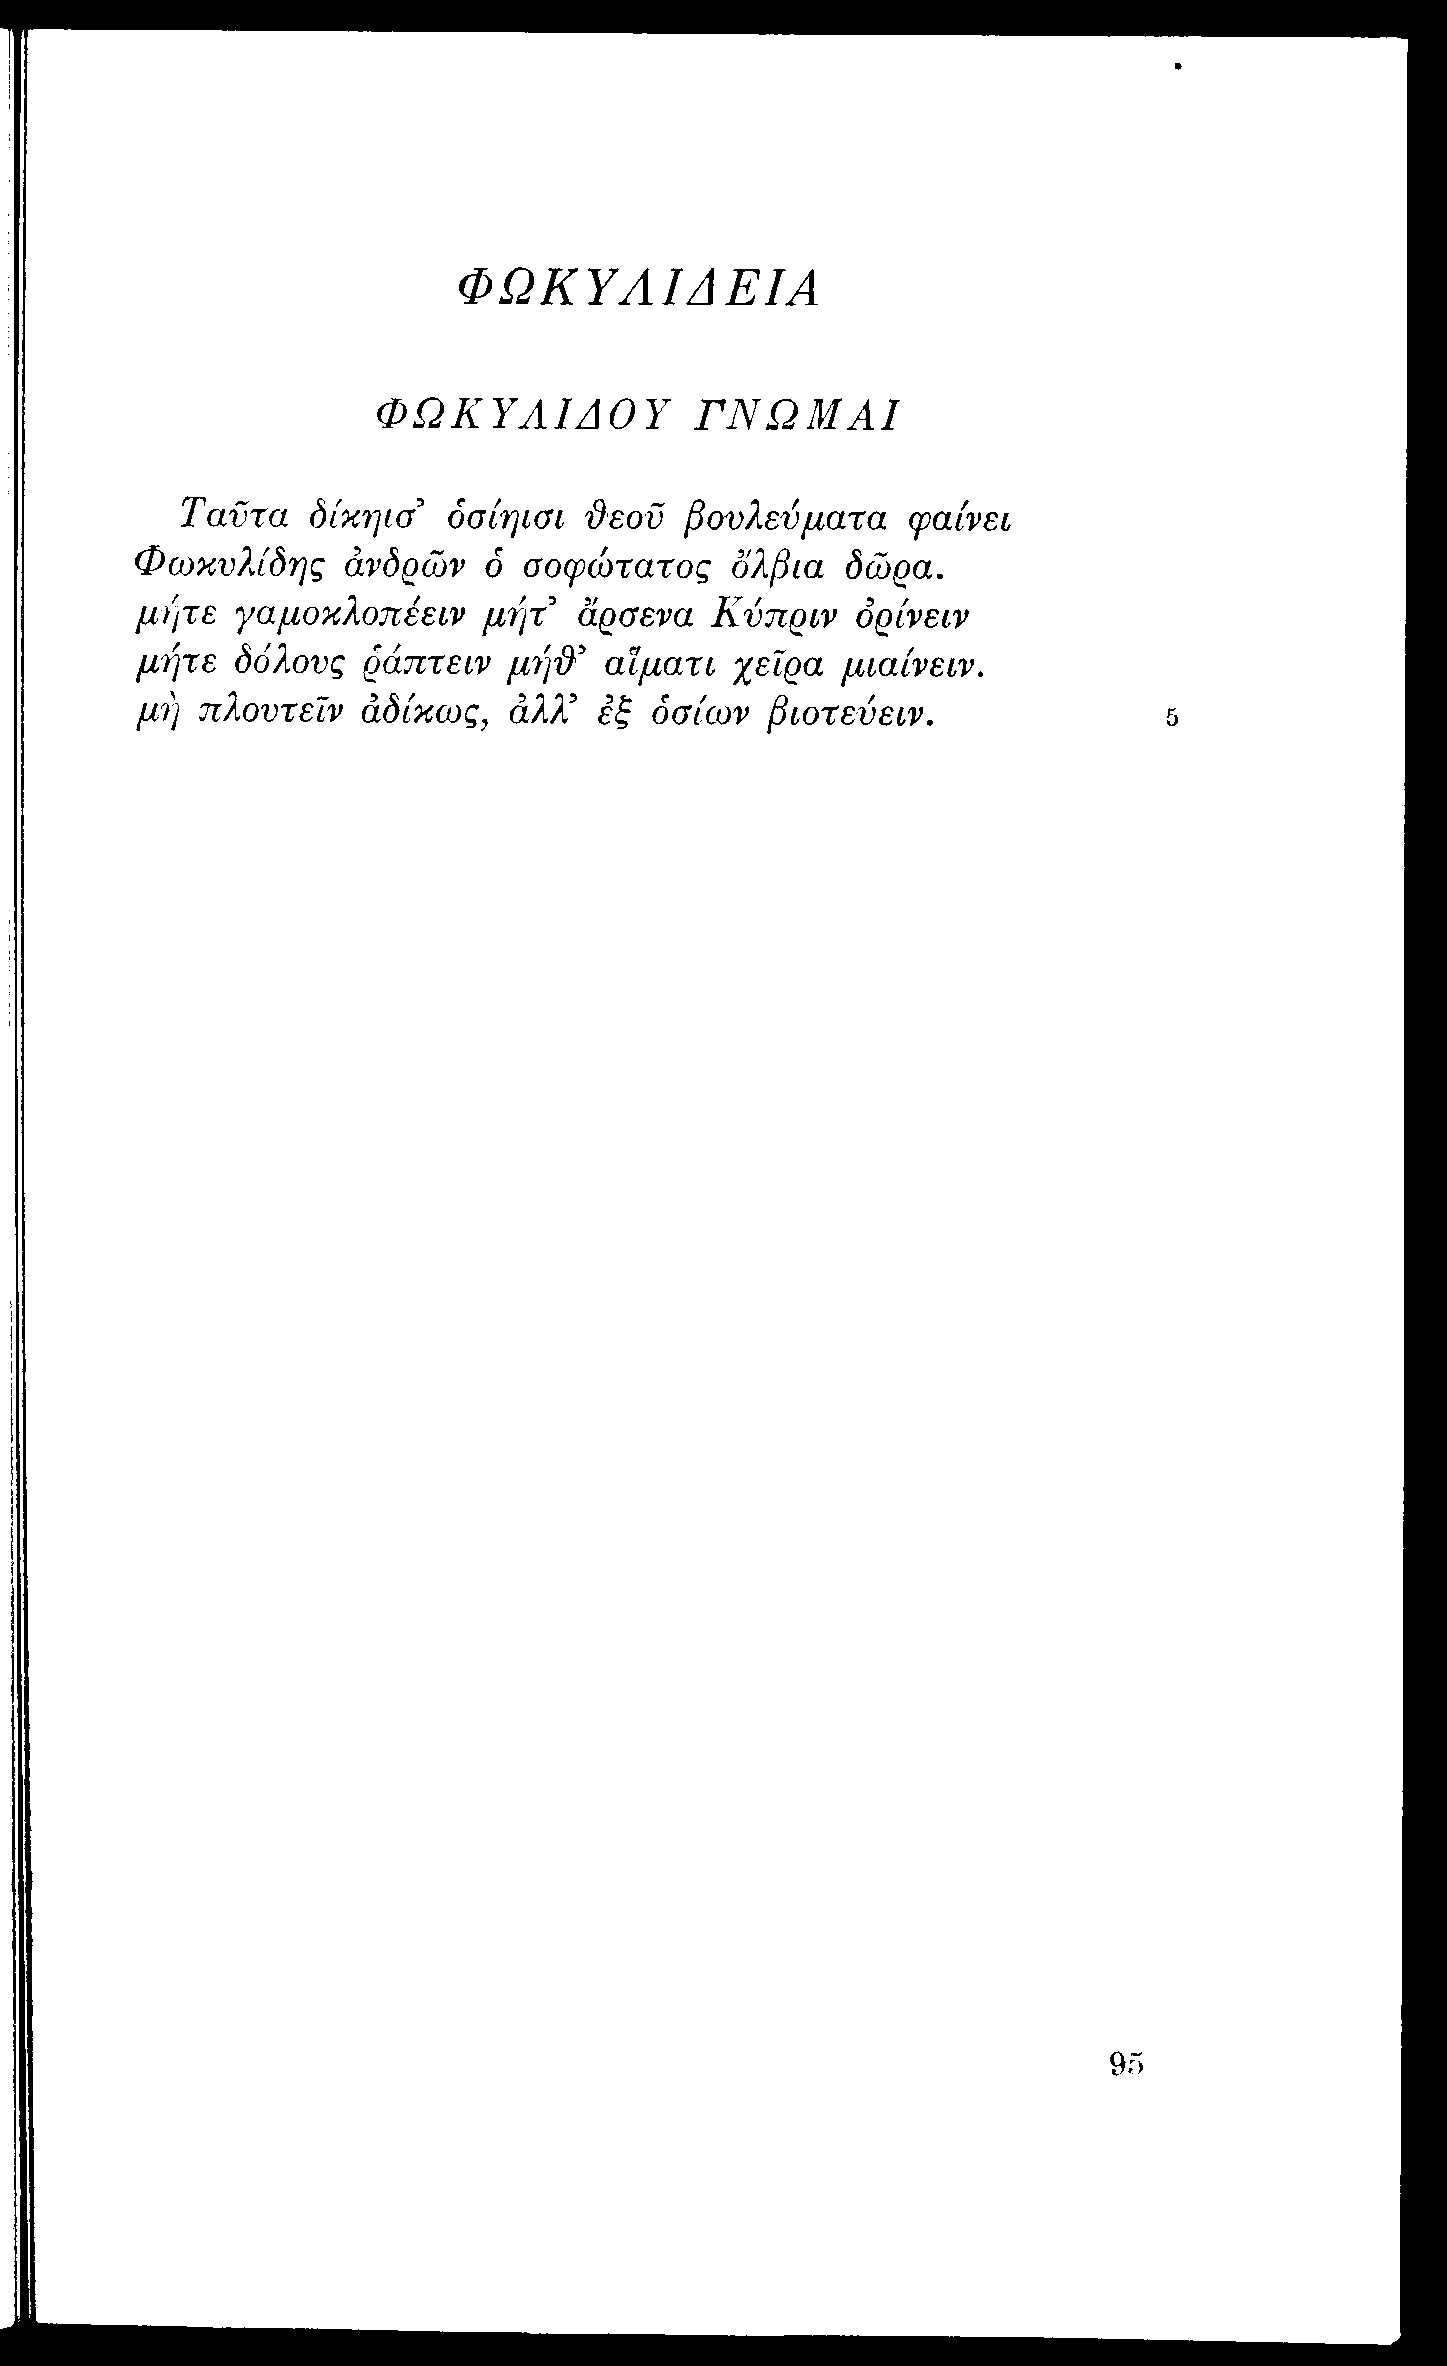 ΦΩΚΥΛΙΔΕΙΑ
ΦΩΚΥΛΙΔΟΥ ΓΝΩΜΑΙ
Ταῦτα δίκηισ’ ὁσίηισι ϑεοῦ βουλεύματα φαίνει
Φωκυλίδης ἀνδρῶν ὁ σοφώτατος ὄλβια δῶρα.
μήτε γαμοκλοπέειν μήτ’ ἄρσενα Κύπριν ὀρίνειν
μήτε δόλους ῥάπτειν μήϑ’ αἵματι χεῖρα μιαίνειν.
μὴ πλουτεῖν ἀδίκως, ἀλλ’ ἐξ ὁσίων βιοτεύειν. 5
95